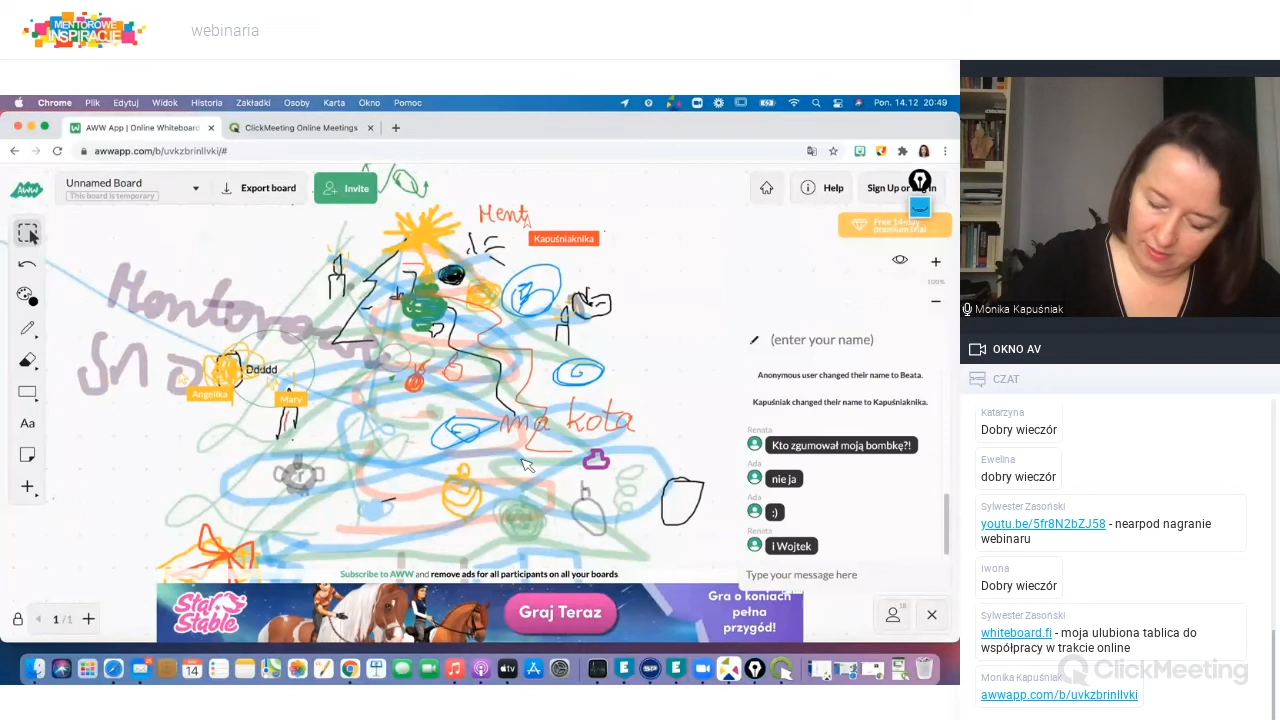 MENTOROWE
INSPIRACJE
webinaria
Chrome Plik Edytuj Widok Historia Zakładki Osoby Karta Okno Pomoc
Pon. 14.12 20:49
AWW App | Online Whiteboard
ClickMeeting Online Meetings
awwapp.com/b/uvkzbrinllvki/#
AWW
Unnamed Board
This board is temporary
Export board
Invite
Help
Sign Up or
Free 14-day
premium trial
100%
Ment
Kapuśniaknika
Ddddd
Angelika
Mary
ma kota
Aa
(enter your name)
Anonymous user changed their name to Beata.
Kapuśniak changed their name to Kapuśniaknika.
Renata
Kto zgumował moją bombkę?!
Ada
nie ja
Ada
:)
Renata
i Wojtek
Type your message here
Subscribe to AWW and remove ads for all participants on all your boards.
Star Stable
Graj Teraz
Gra o koniach
pełna
przygód!
1/1
18
14
Monika Kapuśniak
OKNO AV
CZAT
Katarzyna
Dobry wieczór
Ewelina
dobry wieczór
Sylwester Zasoński
youtu.be/5fr8N2bZJ58 - nearpod nagranie
webinaru
Iwona
Dobry wieczór
Sylwester Zasoński
whiteboard.fi - moja ulubiona tablica do
współpracy w trakcie online
Monika Kapuśniak
awwapp.com/b/uvkzbrinllvki
ClickMeeting